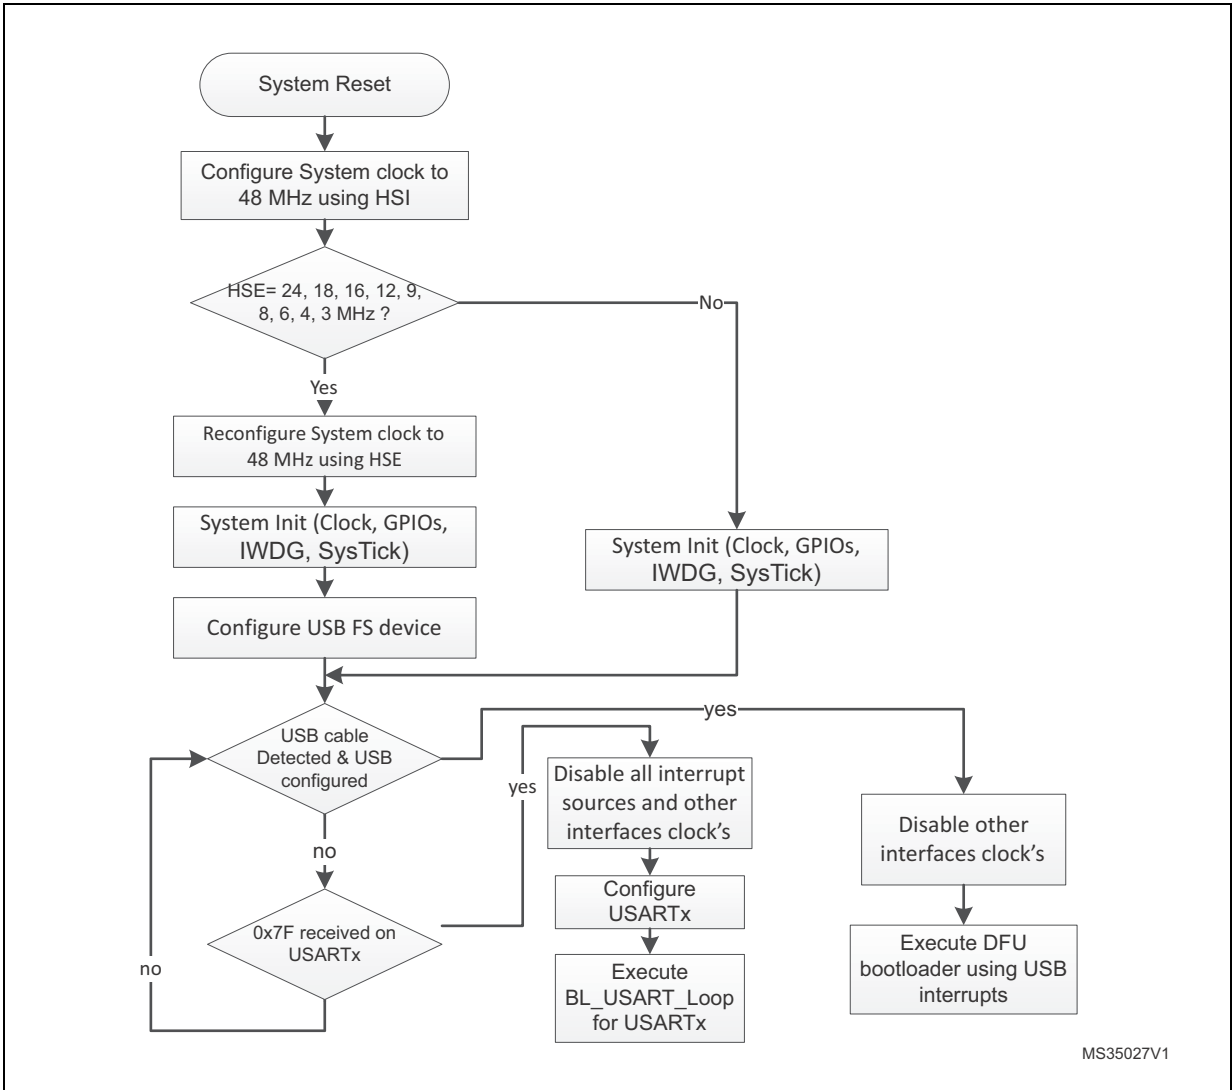 System Reset
Configure System clock to
48 MHz using HSI
HSE= 24, 18, 16, 12, 9,
8, 6, 4, 3 MHz ?
No
Yes
Reconfigure System clock to
48 MHz using HSE
System Init (Clock, GPIOs,
IWDG, SysTick)
System Init (Clock, GPIOs,
IWDG, SysTick)
Configure USB FS device
USB cable
Detected & USB
configured
yes
yes
no
Disable all interrupt
sources and other
interfaces clock's
Disable other
interfaces clock's
0x7F received on
USARTx
no
Configure
USARTx
Execute
BL_USART_Loop
for USARTx
Execute DFU
bootloader using USB
interrupts
MS35027V1